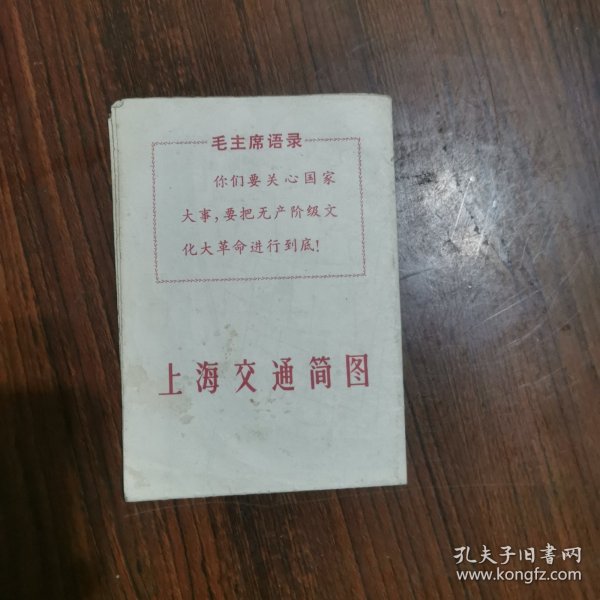 毛主席语录
你们要关心国家
大事，要把无产阶级文
化大革命进行到底！
上海交通简图
孔夫子旧书网
www.kongfz.com